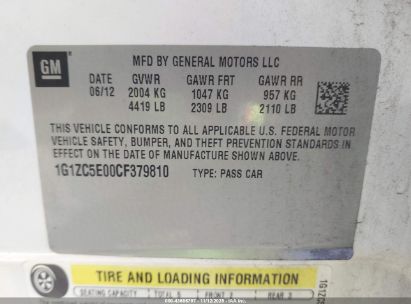 GM
MFD BY GENERAL MOTORS LLC
DATE GVWR GAWR FRT GAWR RR
06/12 2004 KG 1047 KG 957 KG
4419 LB 2309 LB 2110 LB
THIS VEHICLE CONFORMS TO ALL APPLICABLE U.S. FEDERAL MOTOR
VEHICLE SAFETY, BUMPER, AND THEFT PREVENTION STANDARDS IN
EFFECT ON THE DATE OF MANUFACTURE SHOWN ABOVE.
1G1ZC5E00CF379810 TYPE: PASS CAR
TIRE AND LOADING INFORMATION
SEATING CAPACITY